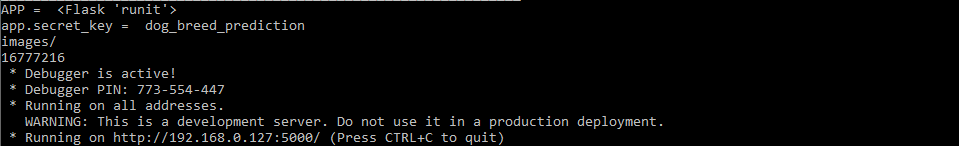 APP =  <Flask 'runit'>
app.secret_key =  dog_breed_prediction
images/
16777216
 * Debugger is active!
 * Debugger PIN: 773-554-447
 * Running on all addresses.
   WARNING: This is a development server. Do not use it in a production deployment.
 * Running on http://192.168.0.127:5000/ (Press CTRL+C to quit)